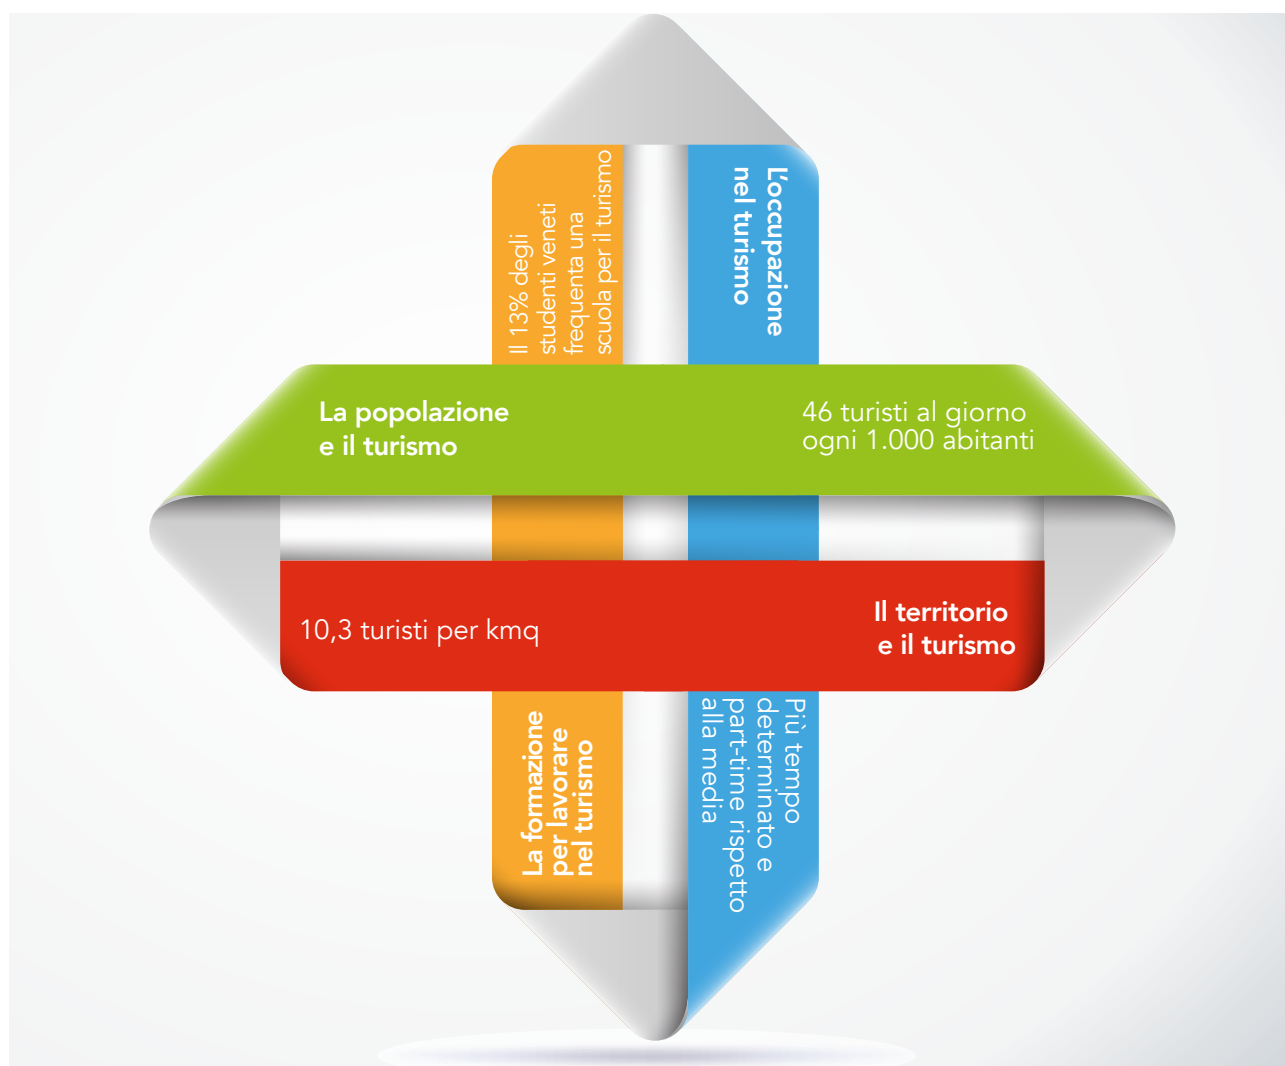 Il 13% degli
studenti veneti
frequenta una
scuola per il turismo
L'occupazione
nel turismo
La popolazione
e il turismo
46 turisti al giorno
ogni 1.000 abitanti
10,3 turisti per kmq
Il territorio
e il turismo
La formazione
per lavorare
nel turismo
Più tempo
determinato e
part-time rispetto
alla media